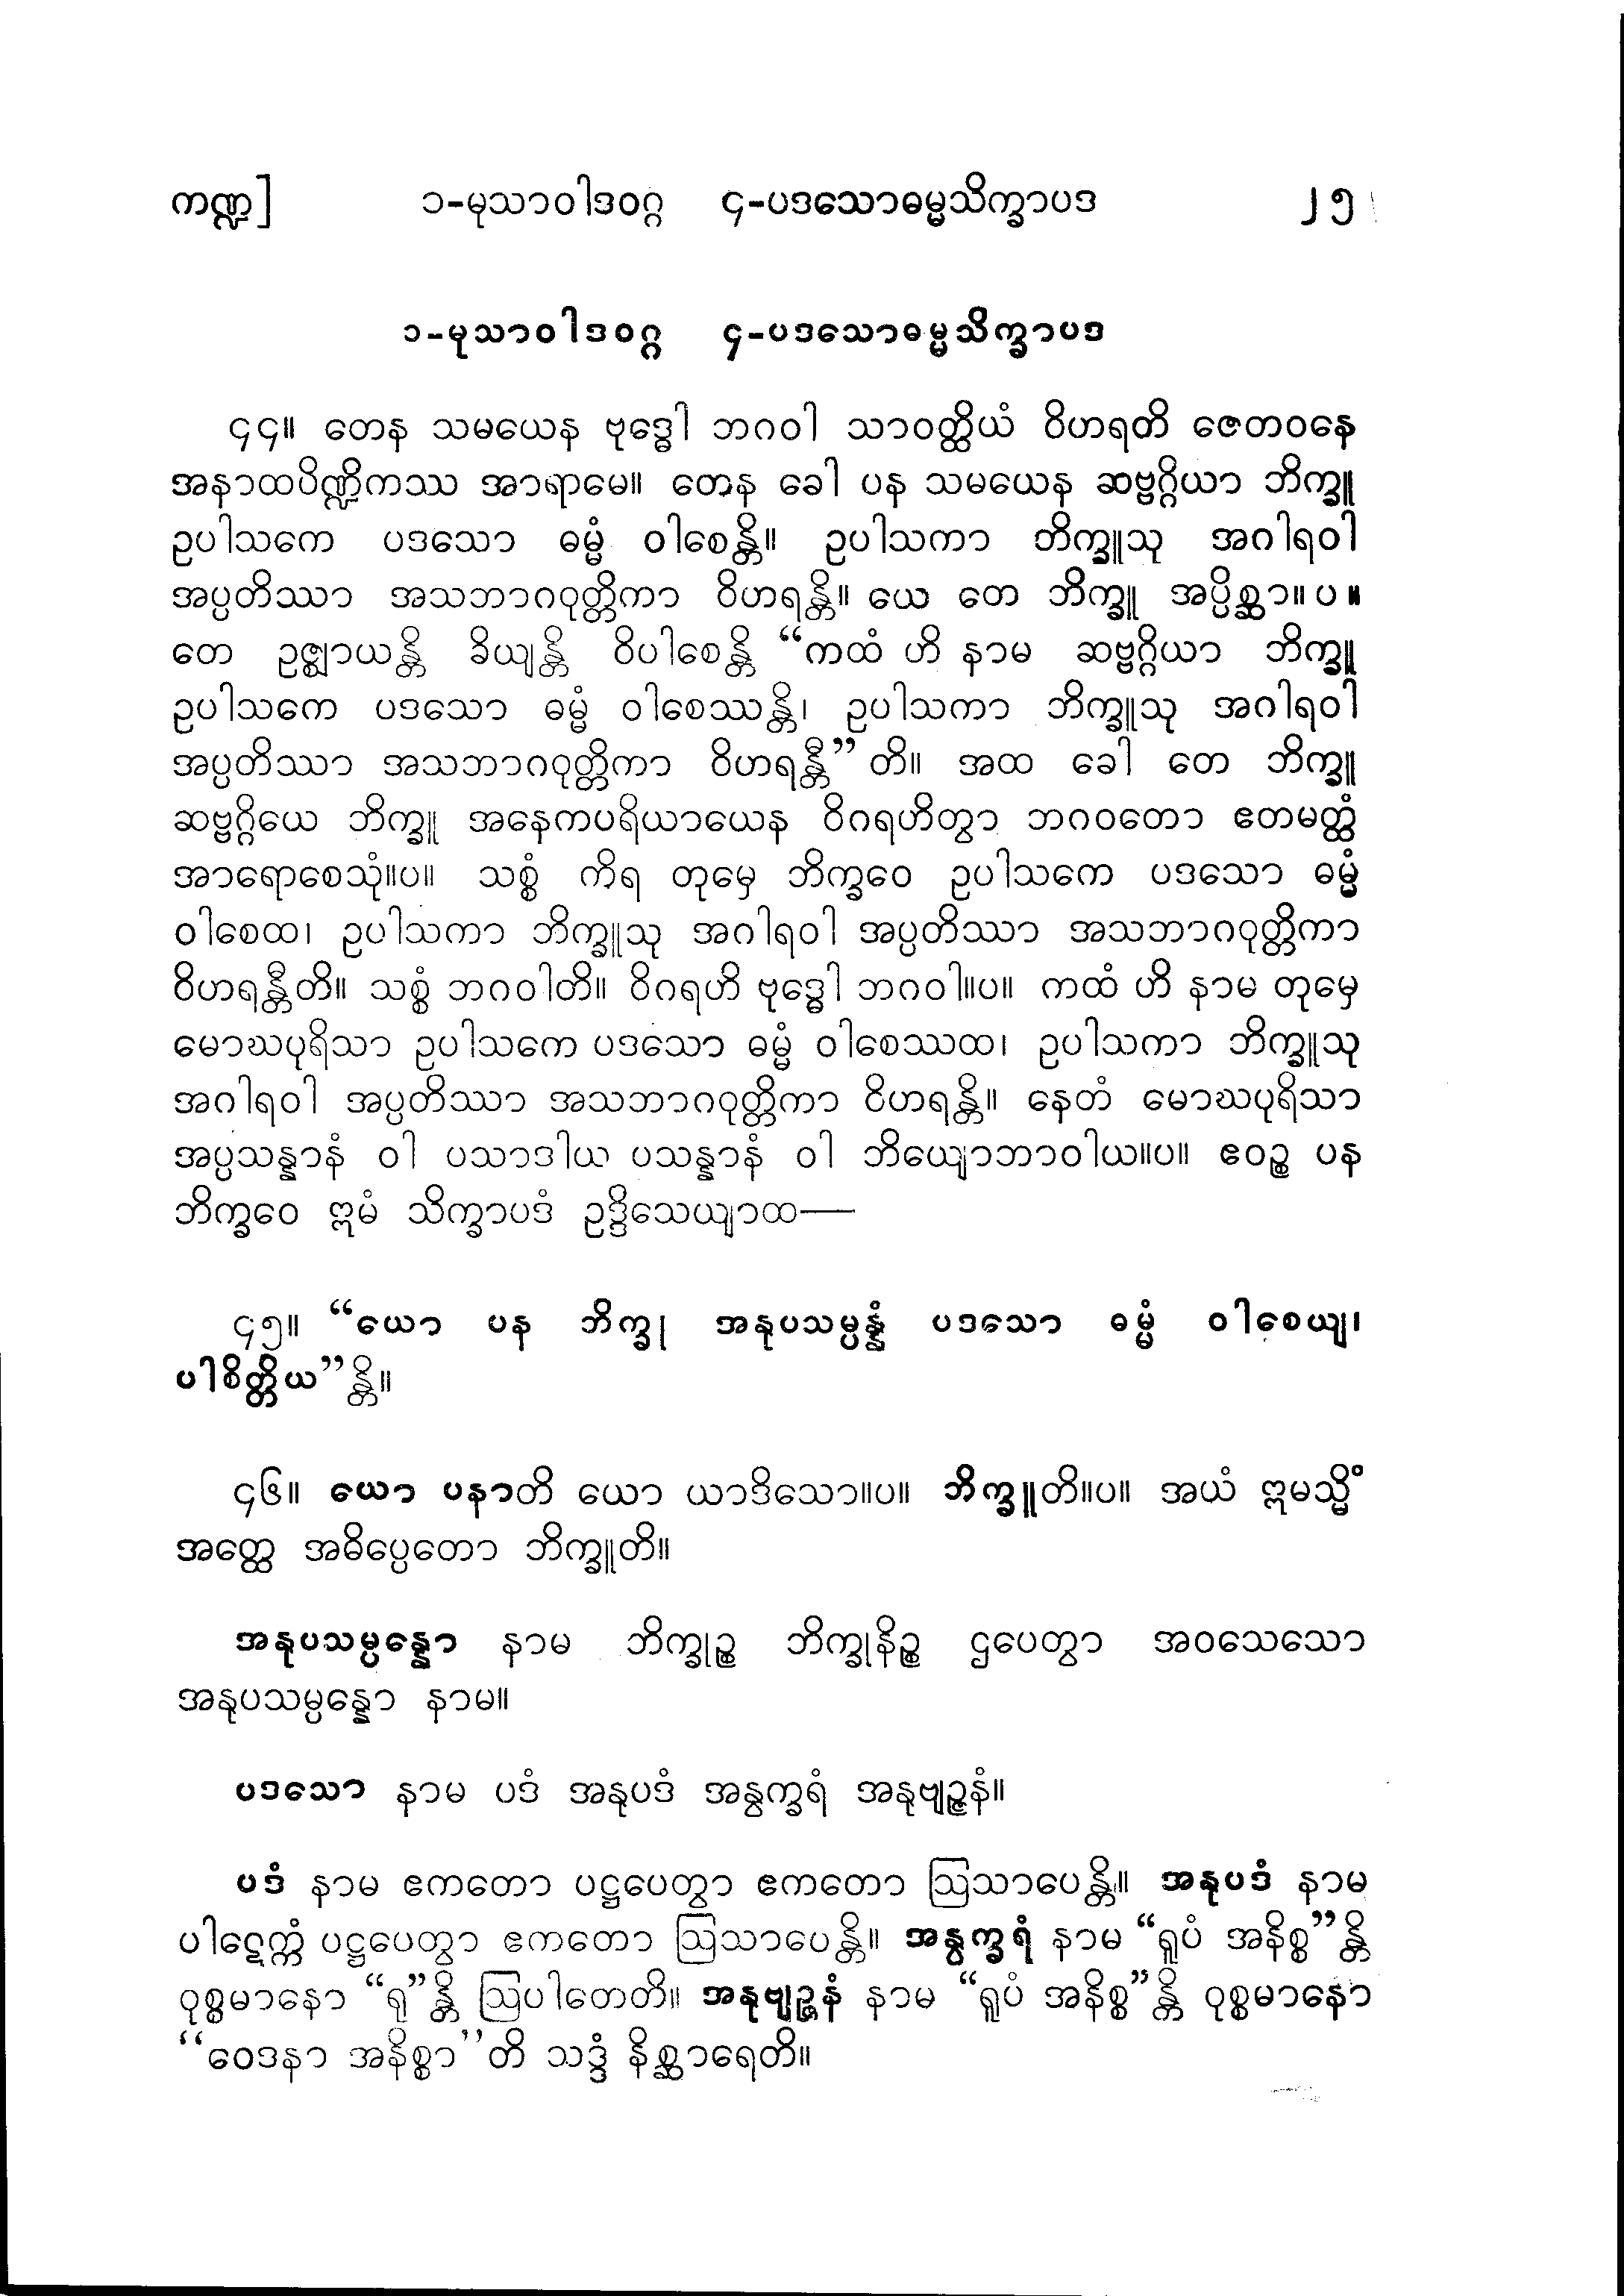 ကဏ္ဍ] ၁-မုသာဝါဒဝဂ္ဂ ၄-ပဒသောဓမ္မသိက္ခာပဒ ၂၅
၁-မုသာဝါဒဝဂ္ဂ ၄-ပဒသောဓမ္မသိက္ခာပဒ
၄၄။ တေန သမယေန ဗုဒ္ဓေါ ဘဂဝါ သာဝတ္ထိယံ ဝိဟရတိ ဇေတဝနေ
အနာထပိဏ္ဍိကဿ အာရာမေ။ တေန ခေါ ပန သမယေန ဆဗ္ဗဂ္ဂိယာ ဘိက္ခူ
ဥပါသကေ ပဒသော ဓမ္မံ ဝါစေန္တိ။ ဥပါသကာ ဘိက္ခူသု အဂါရဝါ
အပ္ပတိဿာ အသဘာဂဝုတ္တိကာ ဝိဟရန္တိ။ ယေ တေ ဘိက္ခူ အပ္ပိစ္ဆာ။ပ။
တေ ဥဇ္ဈာယန္တိ ခိယျန္တိ ဝိပါစေန္တိ “ကထံ ဟိ နာမ ဆဗ္ဗဂ္ဂိယာ ဘိက္ခူ
ဥပါသကေ ပဒသော ဓမ္မံ ဝါစေဿန္တိ၊ ဥပါသကာ ဘိက္ခူသု အဂါရဝါ
အပ္ပတိဿာ အသဘာဂဝုတ္တိကာ ဝိဟရန္တီ”တိ။ အထ ခေါ တေ ဘိက္ခူ
ဆဗ္ဗဂ္ဂိယေ ဘိက္ခူ အနေကပရိယာယေန ဝိဂရဟိတွာ ဘဂဝတော ဧတမတ္ထံ
အာရောစေသုံ။ပ။ သစ္စံ ကိရ တုမှေ ဘိက္ခဝေ ဥပါသကေ ပဒသော ဓမ္မံ
ဝါစေထ၊ ဥပါသကာ ဘိက္ခူသု အဂါရဝါ အပ္ပတိဿာ အသဘာဂဝုတ္တိကာ
ဝိဟရန္တီတိ။ သစ္စံ ဘဂဝါတိ။ ဝိဂရဟိ ဗုဒ္ဓေါ ဘဂဝါ။ပ။ ကထံ ဟိ နာမ တုမှေ
မောဃပုရိသာ ဥပါသကေ ပဒသော ဓမ္မံ ဝါစေဿထ၊ ဥပါသကာ ဘိက္ခူသု
အဂါရဝါ အပ္ပတိဿာ အသဘာဂဝုတ္တိကာ ဝိဟရန္တိ။ နေတံ မောဃပုရိသာ
အပ္ပသန္နာနံ ဝါ ပသာဒါယ ပသန္နာနံ ဝါ ဘိယျောဘာဝါယ။ပ။ ဧဝဉ္စ ပန
ဘိက္ခဝေ ဣမံ သိက္ခာပဒံ ဥဒ္ဒိသေယျာထ—
၄၅။ “ယော ပန ဘိက္ခု အနုပသမ္ပန္နံ ပဒသော ဓမ္မံ ဝါစေယျ၊
ပါစိတ္တိယ”န္တိ။
၄၆။ ယော ပနာတိ ယော ယာဒိသော။ပ။ ဘိက္ခူတိ။ပ။ အယံ ဣမသ္မိံ
အတ္ထေ အဓိပ္ပေတော ဘိက္ခူတိ။
အနုပသမ္ပန္နော နာမ ဘိက္ခုဉ္စ ဘိက္ခုနိဉ္စ ဌပေတွာ အဝသေသော
အနုပသမ္ပန္နော နာမ။
ပဒသော နာမ ပဒံ အနုပဒံ အနွက္ခရံ အနုဗျဉ္ဇနံ။
ပဒံ နာမ ဧကတော ပဋ္ဌပေတွာ ဧကတော ဩသာပေန္တိ။ အနုပဒံ နာမ
ပါဋေက္ကံ ပဋ္ဌပေတွာ ဧကတော ဩသာပေန္တိ။ အနွက္ခရံ နာမ “ရူပံ အနိစ္စ”န္တိ
ဝုစ္စမာနော “ရု”န္တိ ဩပါတေတိ။ အနုဗျဉ္ဇနံ နာမ “ရူပံ အနိစ္စ”န္တိ ဝုစ္စမာနော
“ဝေဒနာ အနိစ္စာ”တိ သဒ္ဒံ နိစ္ဆာရေတိ။